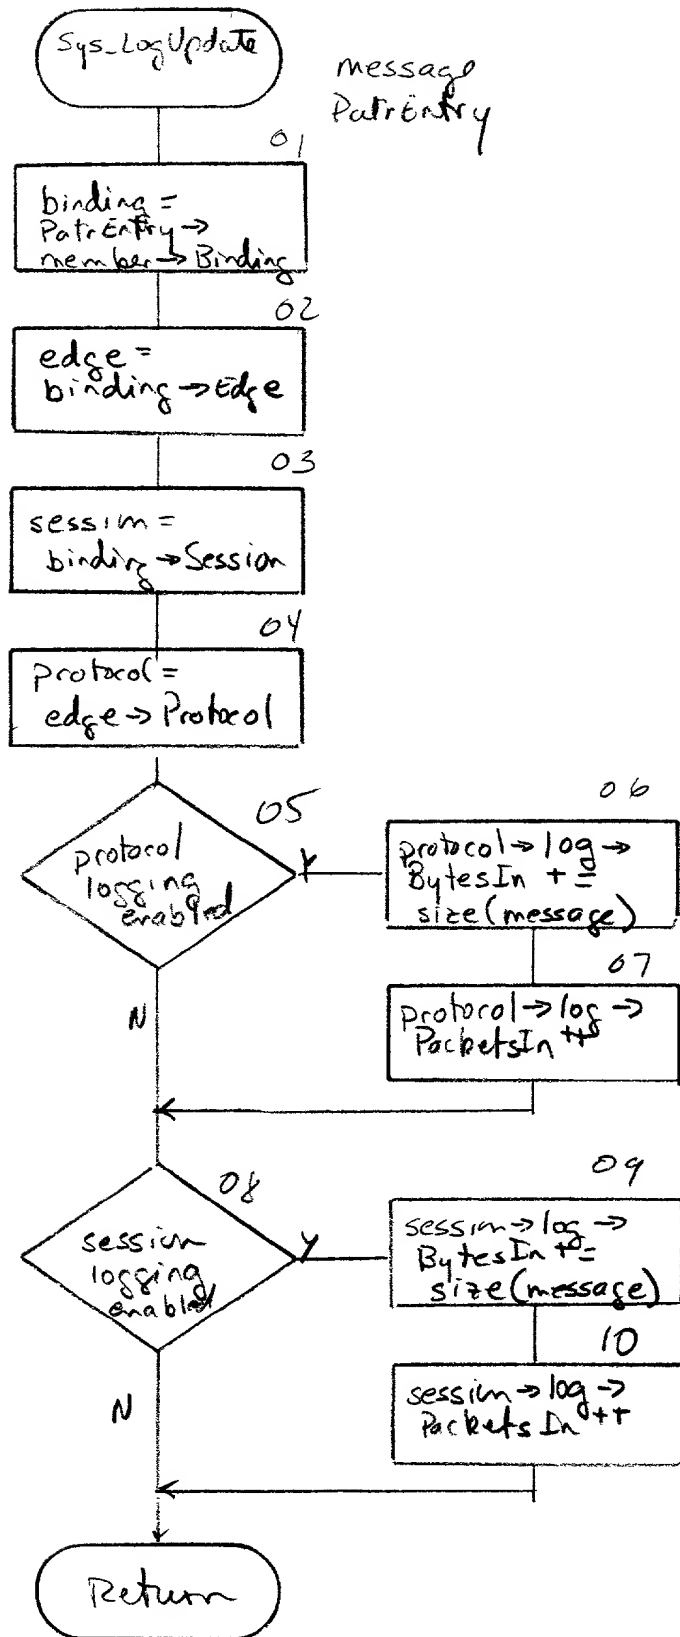 Sys_LogUpdate
message
PatrEntry
01
binding =
PatrEntry→
member→Binding
02
edge =
binding→Edge
03
session =
binding→Session
04
protocol =
edge→Protocol
05
protocol
logging
enabled
Y
N
06
protocol→log→
BytesIn +=
size(message)
07
protocol→log→
PacketsIn++
08
session
logging
enabled
Y
N
09
session→log→
BytesIn +=
size(message)
10
session→log→
PacketsIn++
Return